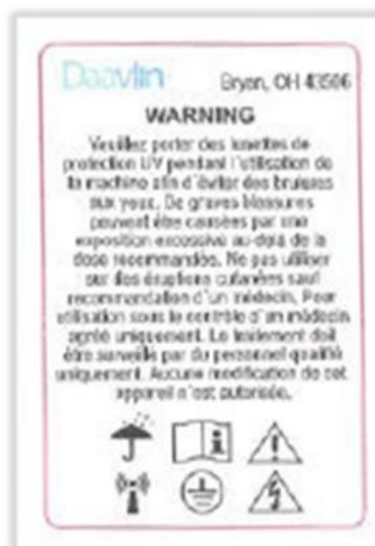 Daavlin
Bryan, OH 43506
WARNING
Veuillez porter des lunettes de
protection UV pendant l'utilisation de
la machine afin d'éviter des brulures
aux yeux. De graves blessures
peuvent être causées par une
exposition excessive au-delà de la
dose recommandée. Ne pas utiliser
sur des éruptions cutanées sauf
recommandation d'un médecin. Pour
utilisation sous le contrôle d'un médecin
agréé uniquement. Le traitement doit
être surveillé par du personnel qualifié
uniquement. Aucune modification de cet
appareil n'est autorisée.